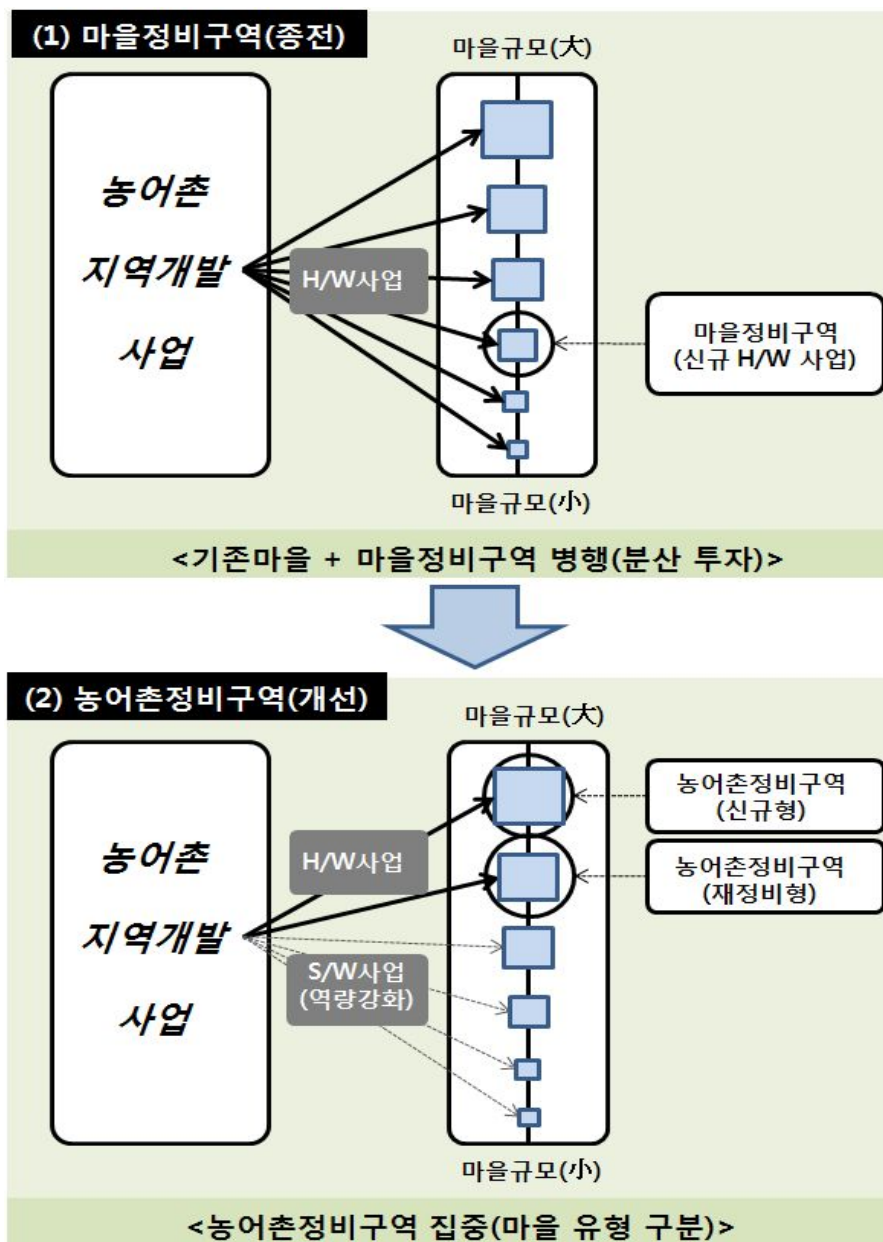 (1) 마을정비구역(종전)
마을규모(大)
농어촌
지역개발
사업
H/W사업
마을정비구역
(신규 H/W 사업)
마을규모(小)
<기존마을 + 마을정비구역 병행(분산 투자)>
(2) 농어촌정비구역(개선)
마을규모(大)
농어촌정비구역
(신규형)
농어촌
지역개발
사업
H/W사업
농어촌정비구역
(재정비형)
S/W사업
(역량강화)
마을규모(小)
<농어촌정비구역 집중(마을 유형 구분)>